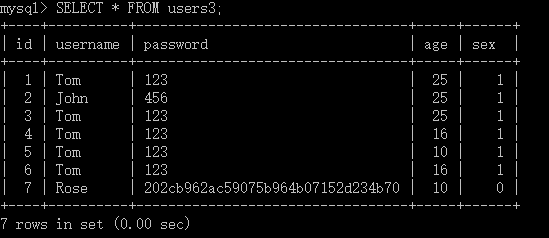 mysql> SELECT * FROM users3;
+----+----------+----------------------------------+-----+-----+
| id | username | password                         | age | sex |
+----+----------+----------------------------------+-----+-----+
|  1 | Tom      | 123                              |  25 |   1 |
|  2 | John     | 456                              |  25 |   1 |
|  3 | Tom      | 123                              |  25 |   1 |
|  4 | Tom      | 123                              |  16 |   1 |
|  5 | Tom      | 123                              |  10 |   1 |
|  6 | Tom      | 123                              |  16 |   1 |
|  7 | Rose     | 202cb962ac59075b964b07152d234b70 |  10 |   0 |
+----+----------+----------------------------------+-----+-----+
7 rows in set (0.00 sec)